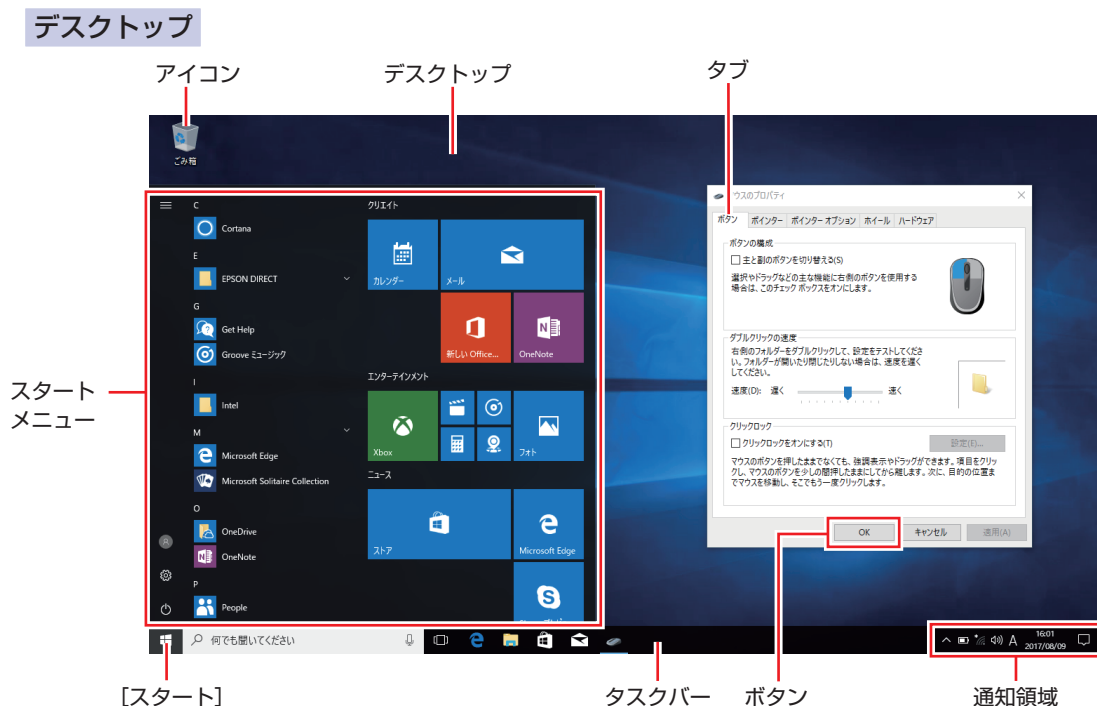 デスクトップ
アイコン
デスクトップ
タブ
ごみ箱
C
Cortana
E
EPSON DIRECT
G
Get Help
Groove ミュージック
I
Intel
M
Microsoft Edge
Microsoft Solitaire Collection
O
OneDrive
OneNote
P
People
クリエイト
カレンダー
メール
新しい Office...
OneNote
エンターテインメント
Xbox
フォト
ニュース
ストア
Microsoft Edge
ウスのプロパティ
ボタン
ポインター
ポインター オプション
ホイール
ハードウェア
ボタンの構成
主と副のボタンを切り替える(S)
選択やドラッグなどの主な機能に右側のボタンを使用する
場合は、このチェック ボックスをオンにします。
ダブルクリックの速度
右側のフォルダーをダブルクリックして、設定をテストしてくださ
い。フォルダーが開いたり閉じたりしない場合は、速度を遅く
してください。
速度(D): 遅く 速く
クリックロック
クリックロックをオンにする(T)
設定(E)...
マウスのボタンを押したままでなくても、強調表示やドラッグができます。項目をクリッ
クし、マウスのボタンを少しの間押したままにしてから離します。次に、目的の位置ま
でマウスを移動し、そこでもう一度クリックします。
OK
キャンセル
適用(A)
スタート
メニュー
何でも聞いてください
A
16:01
2017/08/09
[スタート]
タスクバー
ボタン
通知領域